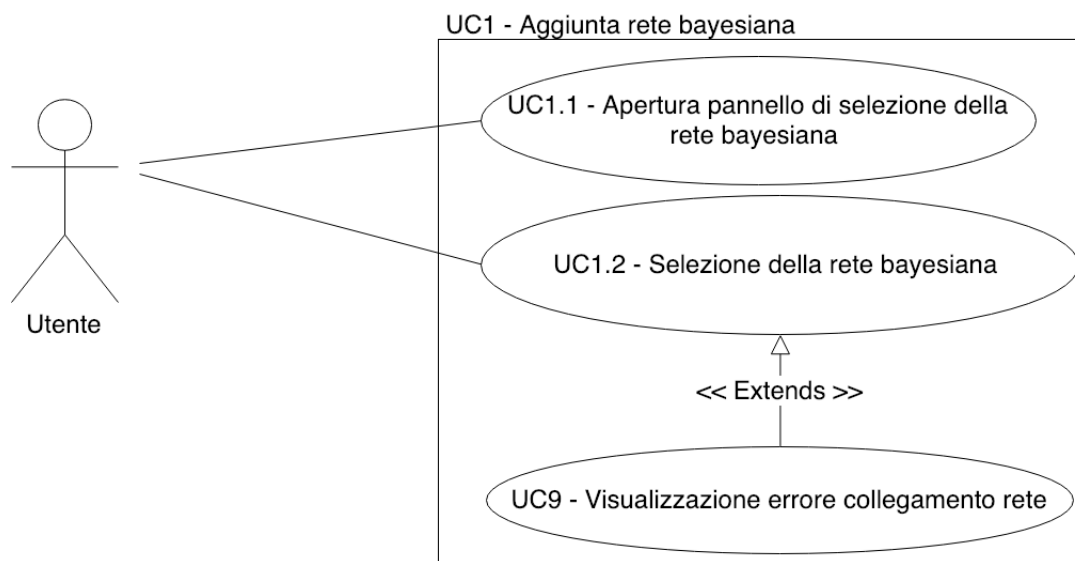 UC1 - Aggiunta rete bayesiana
UC1.1 - Apertura pannello di selezione della
rete bayesiana
UC1.2 - Selezione della rete bayesiana
Utente
<< Extends >>
UC9 - Visualizzazione errore collegamento rete